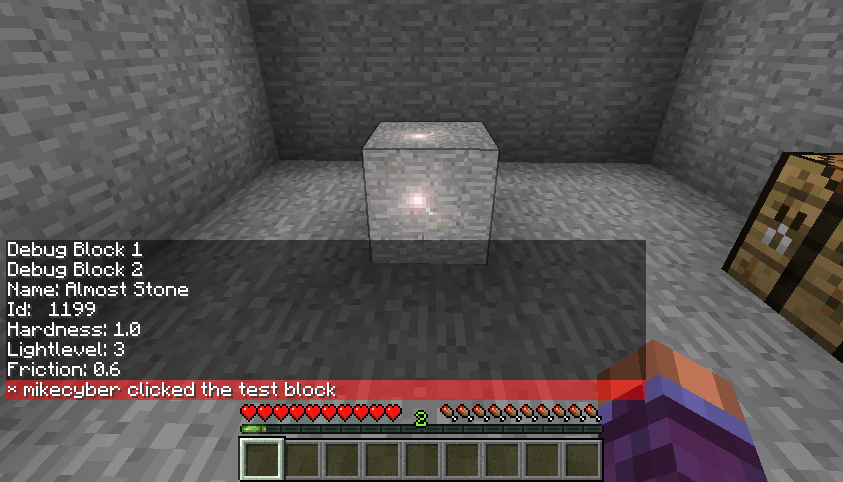 Debug Block 1
Debug Block 2
Name: Almost Stone
Id: 1199
Hardness: 1.0
Lightlevel: 3
Friction: 0.6
* mikecyber clicked the test block
2